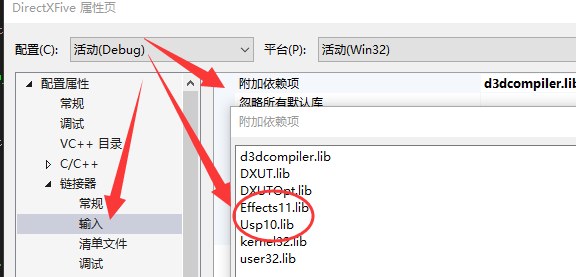 DirectXFive 属性页
配置(C): 活动(Debug) 平台(P): 活动(Win32)
配置属性
常规
调试
VC++ 目录
C/C++
链接器
常规
输入
清单文件
调试
附加依赖项 d3dcompiler.lib
忽略所有默认库
附加依赖项
d3dcompiler.lib
DXUT.lib
DXUTOpt.lib
Effects11.lib
Usp10.lib
kernel32.lib
user32.lib